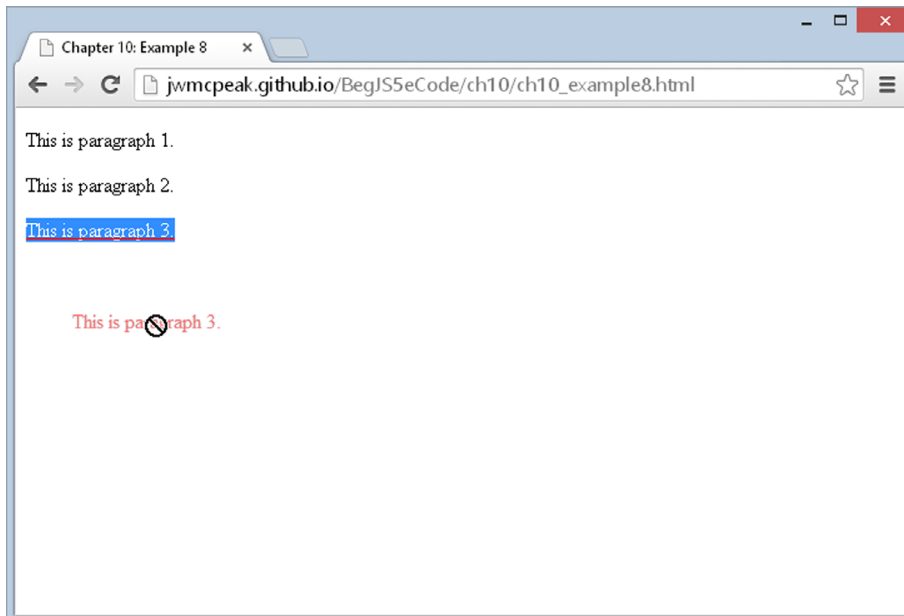 Chapter 10: Example 8
jwmcpeak.github.io/BegJS5eCode/ch10/ch10_example8.html
This is paragraph 1.
This is paragraph 2.
This is paragraph 3.
This is paragraph 3.